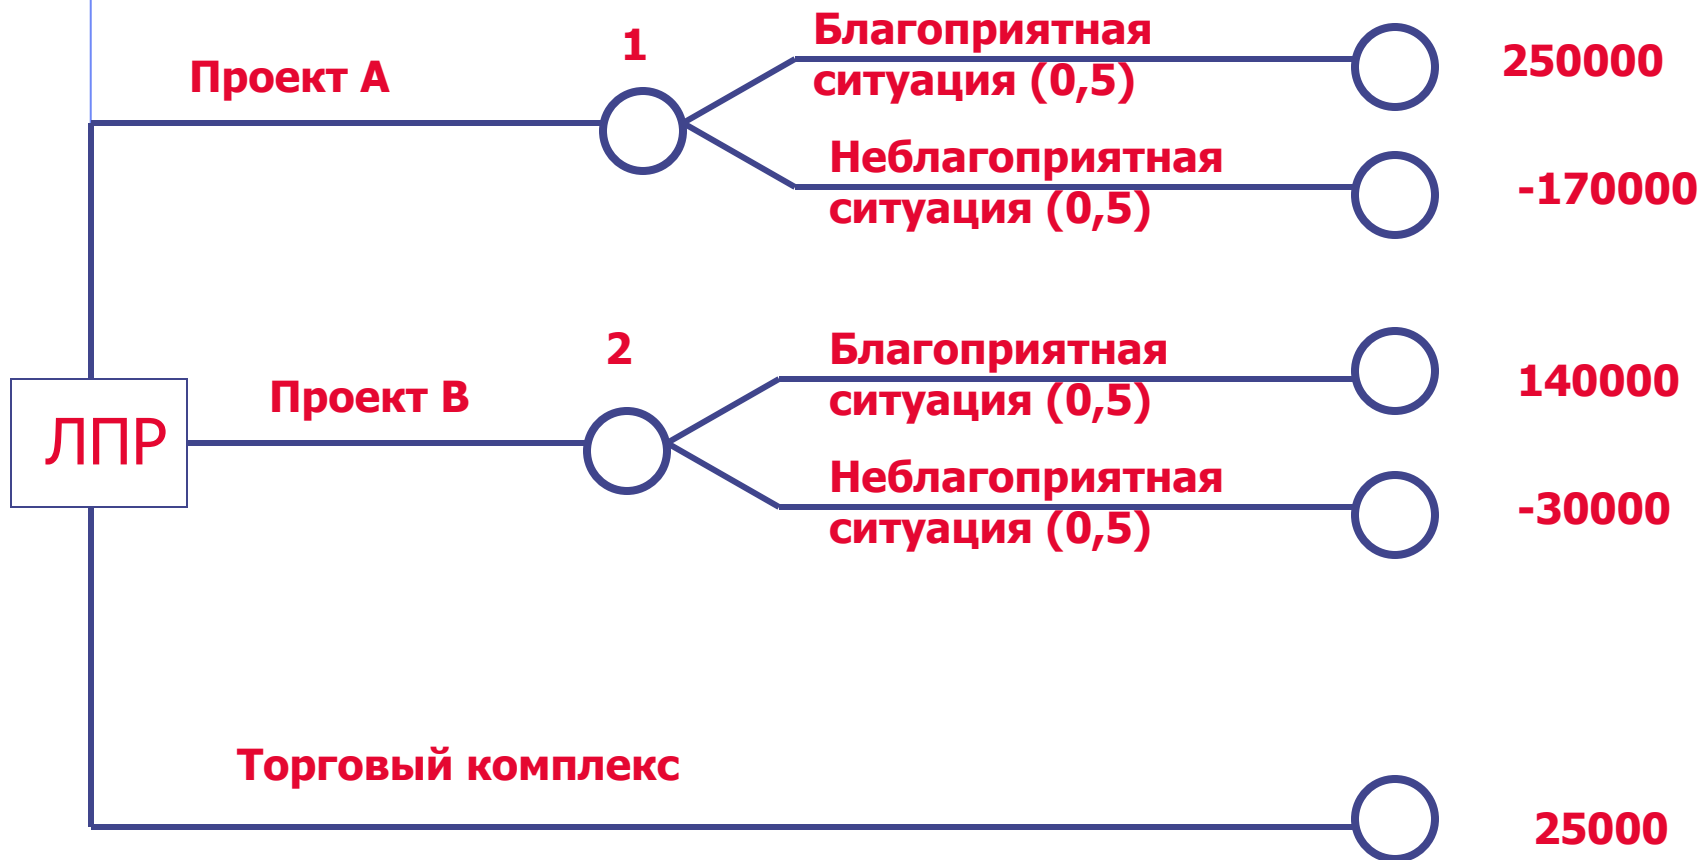 Проект А
1
Благоприятная
ситуация (0,5)
250000
Неблагоприятная
ситуация (0,5)
-170000
ЛПР
Проект В
2
Благоприятная
ситуация (0,5)
140000
Неблагоприятная
ситуация (0,5)
-30000
Торговый комплекс
25000